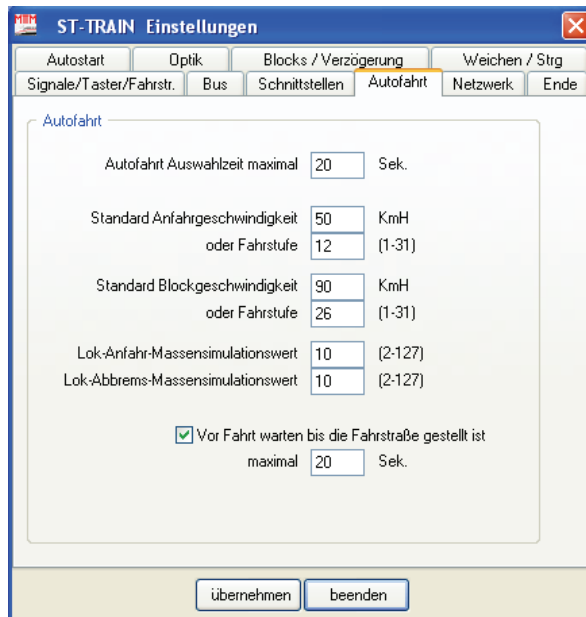 ST-TRAIN Einstellungen
Autostart Optik Blocks / Verzögerung Weichen / Strg
Signale/Taster/Fahrstr. Bus Schnittstellen Autofahrt Netzwerk Ende
Autofahrt
Autofahrt Auswahlzeit maximal 20 Sek.
Standard Anfahrgeschwindigkeit 50 KmH
oder Fahrstufe 12 (1-31)
Standard Blockgeschwindigkeit 90 KmH
oder Fahrstufe 26 (1-31)
Lok-Anfahr-Massensimulationswert 10 (2-127)
Lok-Abbrems-Massensimulationswert 10 (2-127)
Vor Fahrt warten bis die Fahrstraße gestellt ist
maximal 20 Sek.
übernehmen beenden